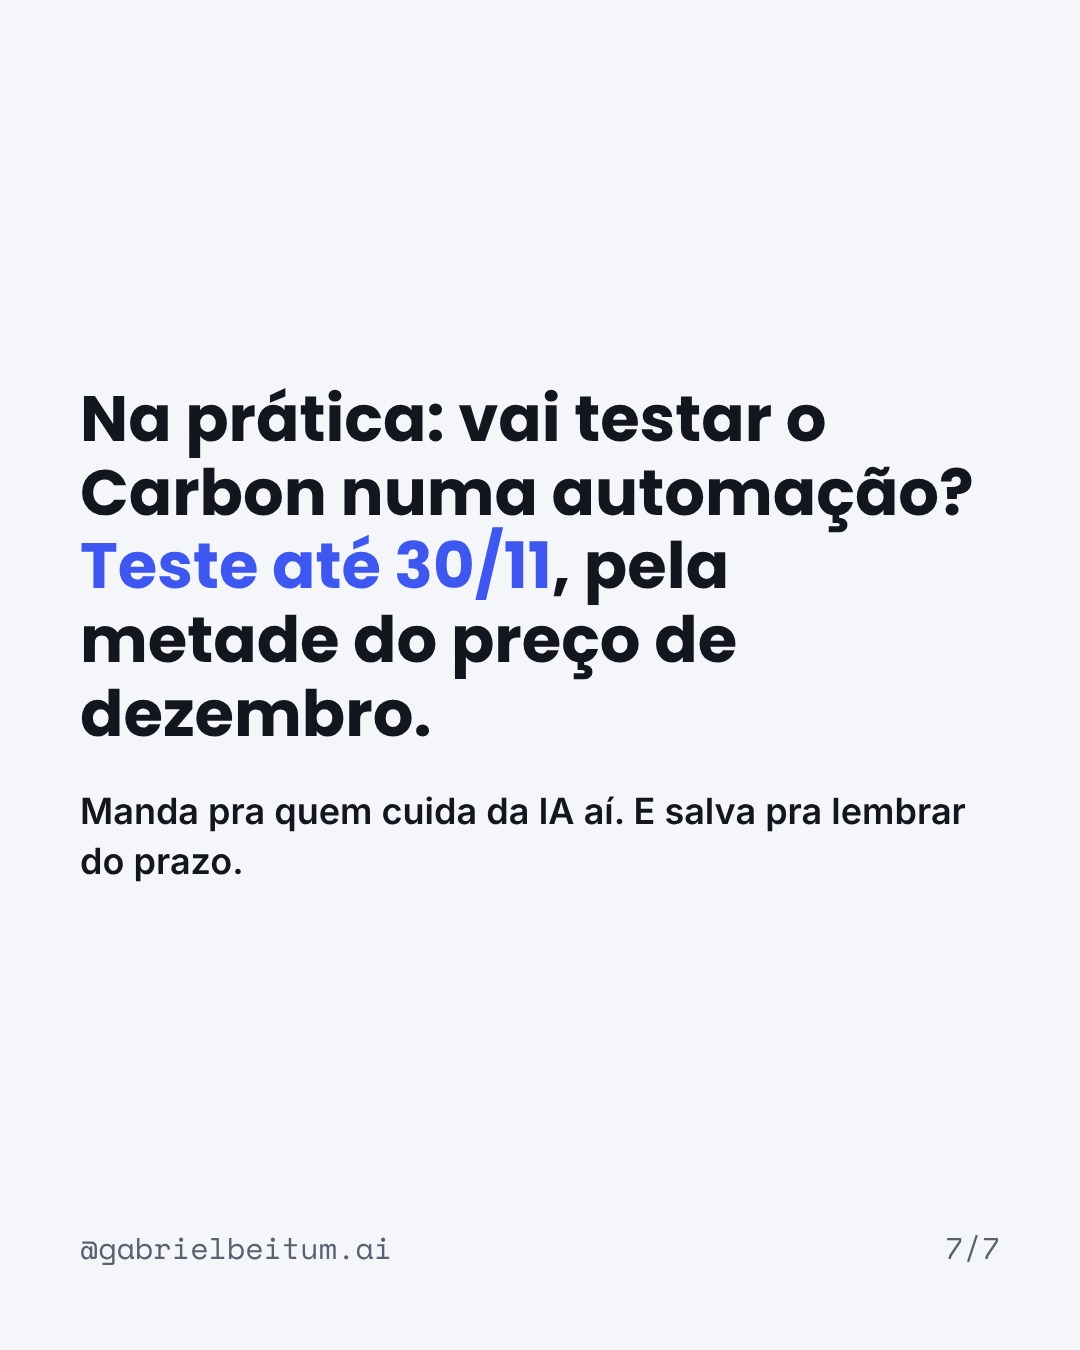 Na prática: vai testar o
Carbon numa automação?
Teste até 30/11, pela
metade do preço de
dezembro.
Manda pra quem cuida da IA aí. E salva pra lembrar
do prazo.
@gabrielbeitum.ai
7/7